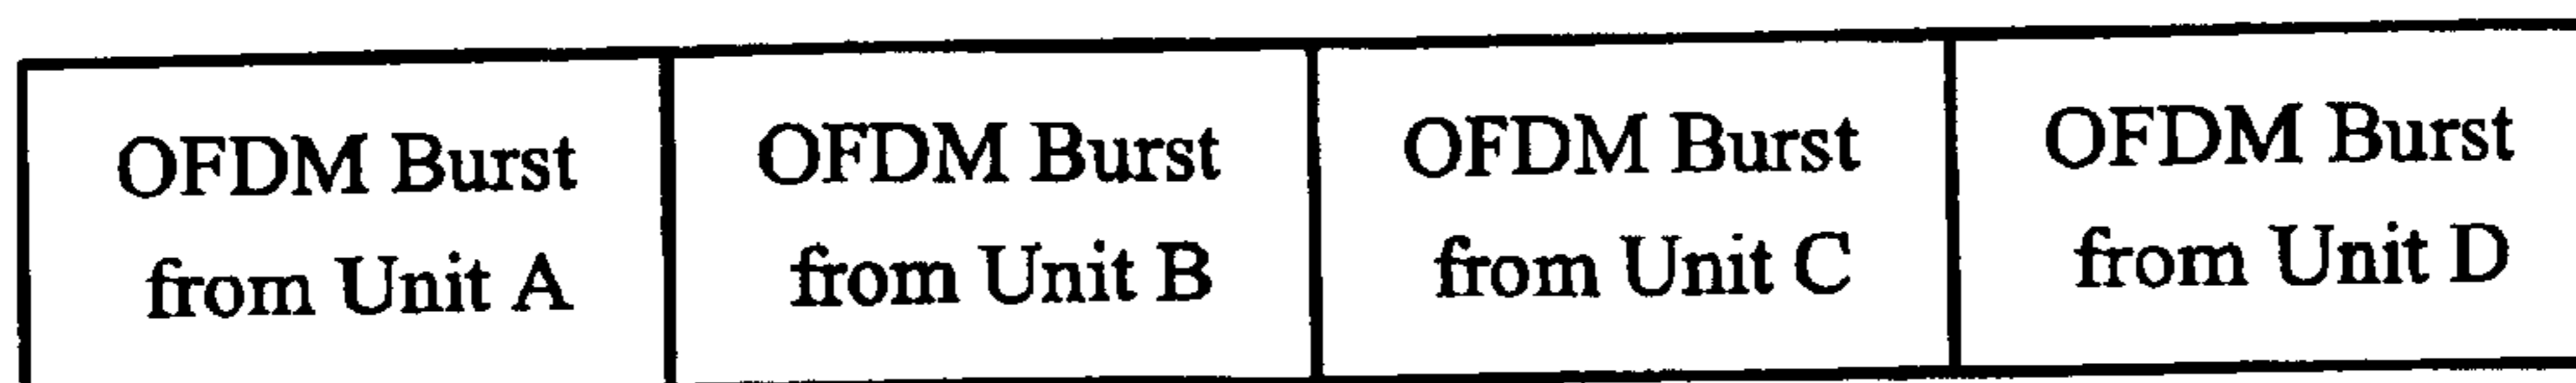 OFDM Burst
from Unit A
OFDM Burst
from Unit B
OFDM Burst
from Unit C
OFDM Burst
from Unit D